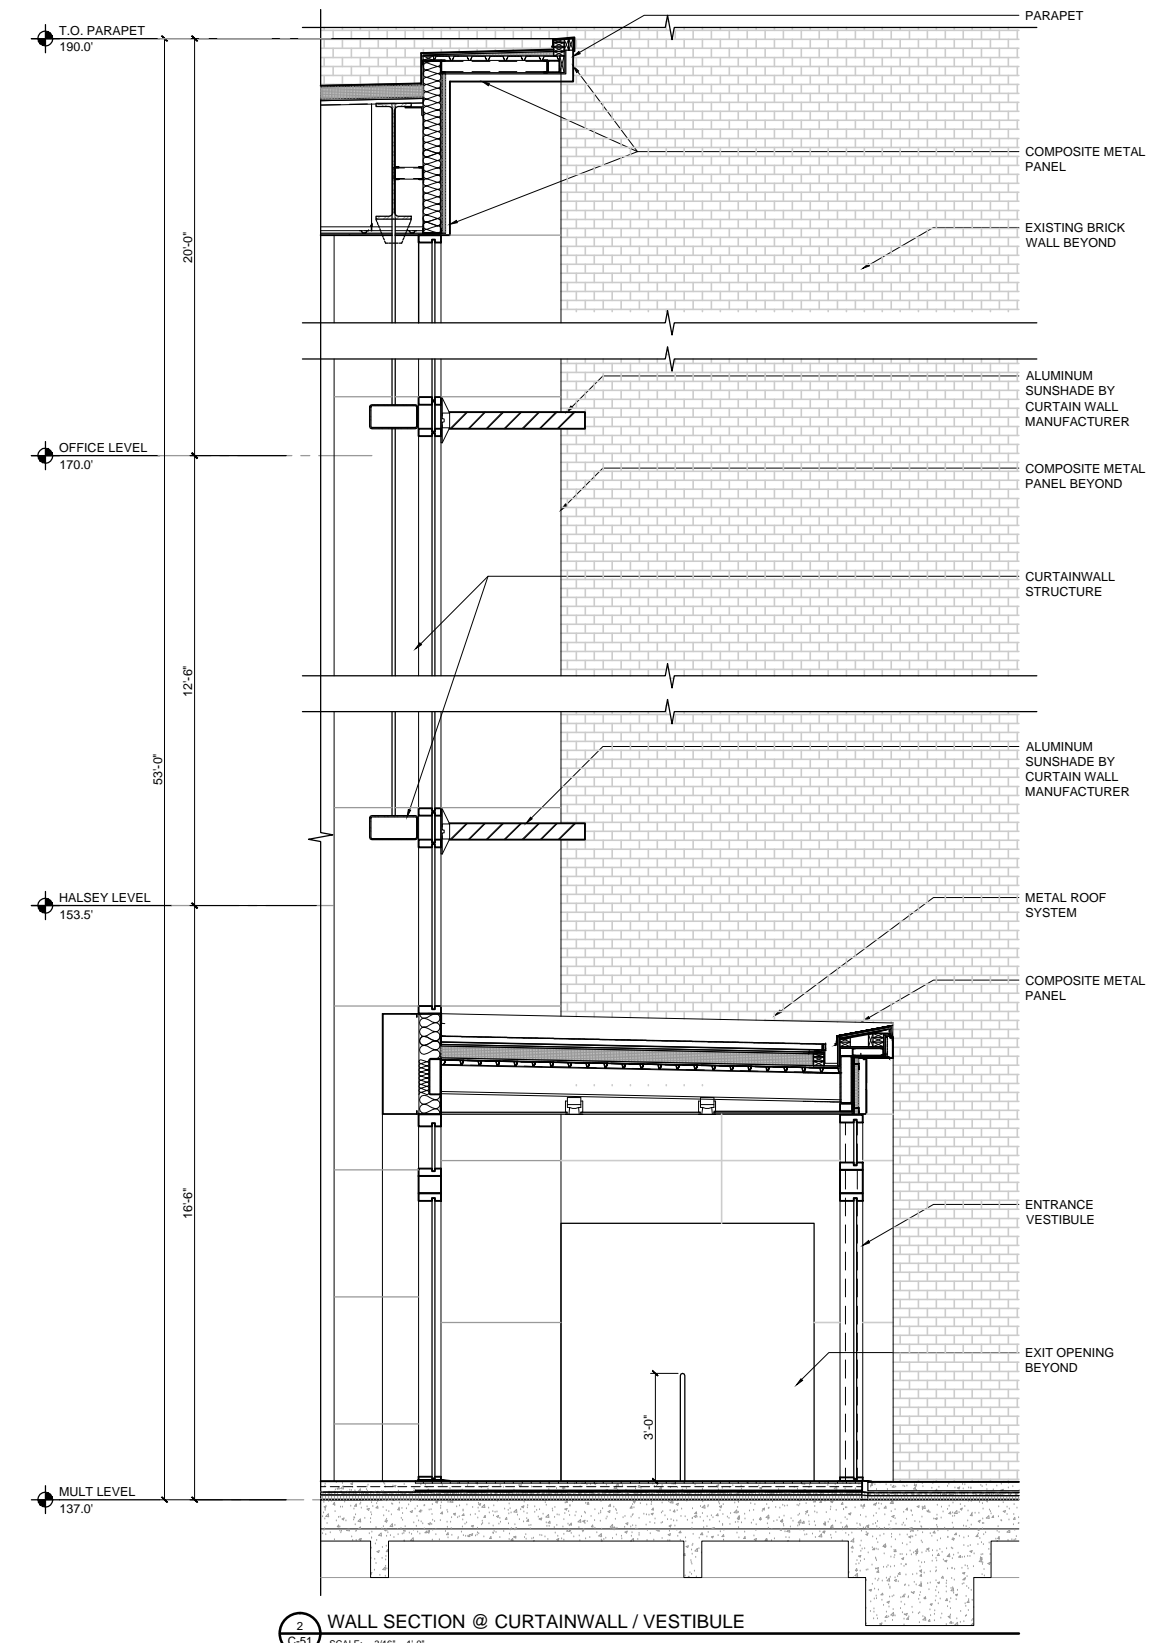 T.O. PARAPET
190.0'
PARAPET
COMPOSITE METAL
PANEL
EXISTING BRICK
WALL BEYOND
20'-0"
ALUMINUM
SUNSHADE BY
CURTAIN WALL
MANUFACTURER
OFFICE LEVEL
170.0'
COMPOSITE METAL
PANEL BEYOND
CURTAINWALL
STRUCTURE
12'-6"
53'-0"
ALUMINUM
SUNSHADE BY
CURTAIN WALL
MANUFACTURER
HALSEY LEVEL
153.5'
METAL ROOF
SYSTEM
COMPOSITE METAL
PANEL
16'-6"
ENTRANCE
VESTIBULE
EXIT OPENING
BEYOND
3'-0"
MULT LEVEL
137.0'
2
WALL SECTION @ CURTAINWALL / VESTIBULE
C-51